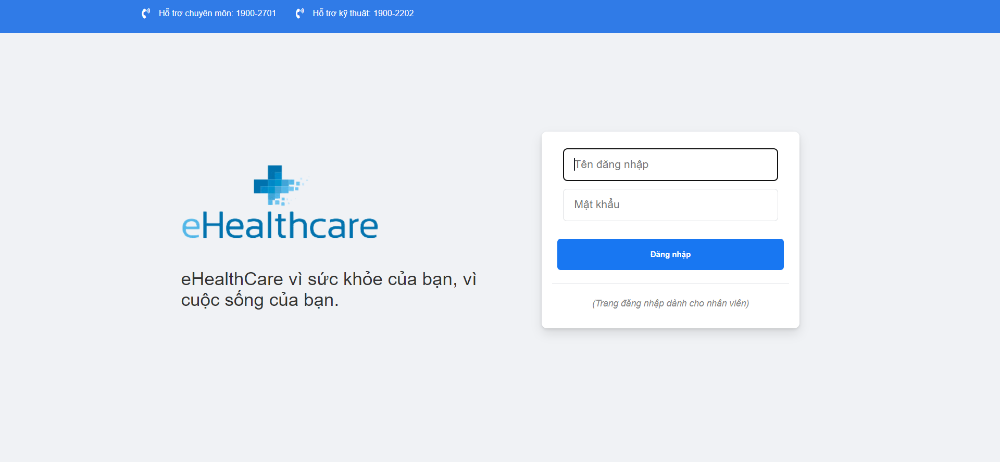 Hỗ trợ chuyên môn: 1900-2701
Hỗ trợ kỹ thuật: 1900-2202
eHealthcare
eHealthCare vì sức khỏe của bạn, vì
cuộc sống của bạn.
Tên đăng nhập
Mật khẩu
Đăng nhập
(Trang đăng nhập dành cho nhân viên)